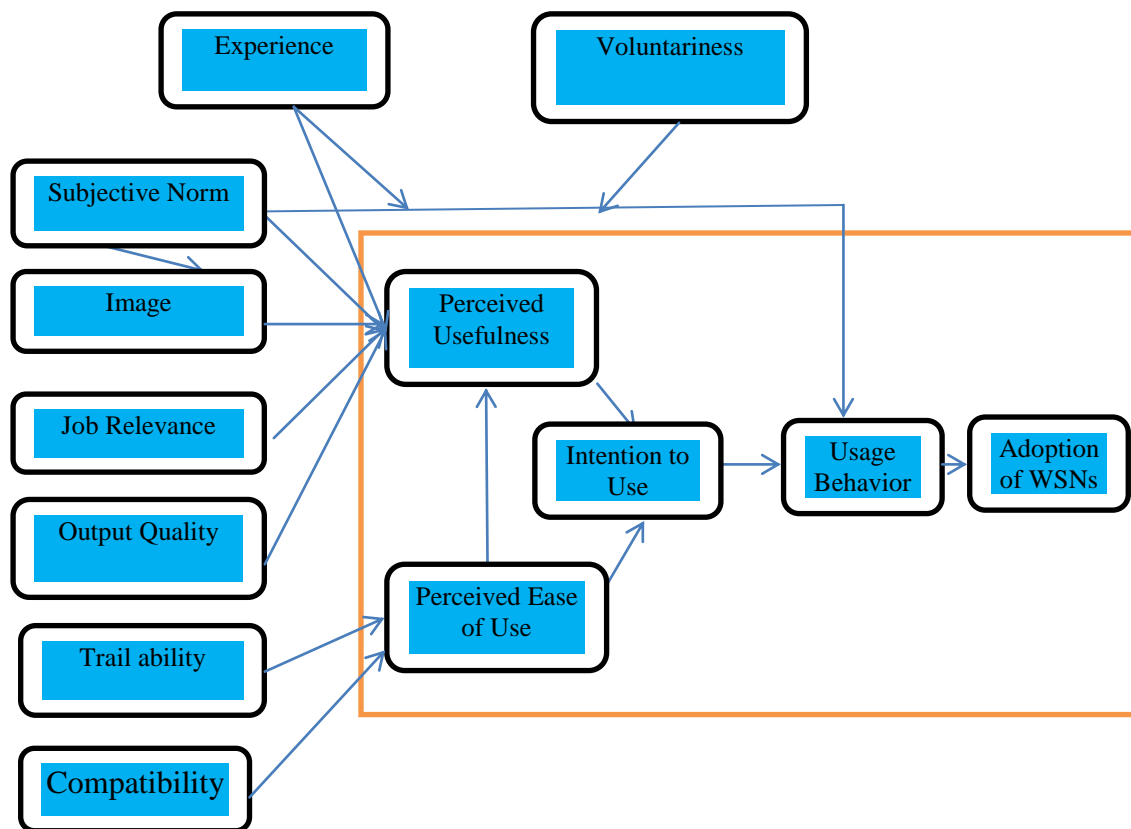 Experience
Voluntariness
Subjective Norm
Image
Perceived
Usefulness
Job Relevance
Intention to
Use
Usage
Behavior
Adoption
of WSNs
Output Quality
Perceived Ease
of Use
Trail ability
Compatibility